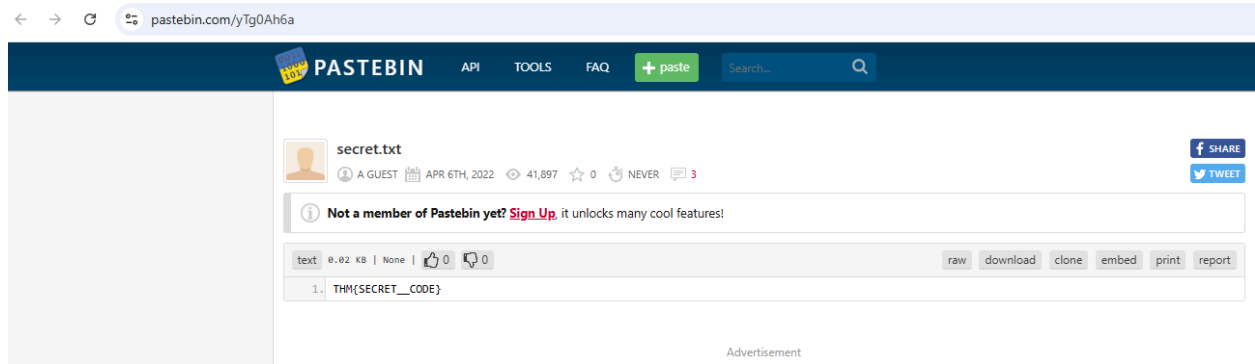 pastebin.com/yTg0Ah6a
PASTEBIN API TOOLS FAQ + paste Search...
secret.txt
SHARE
A GUEST APR 6TH, 2022 41,897 0 NEVER 3
TWEET
Not a member of Pastebin yet? Sign Up, it unlocks many cool features!
text 0.02 KB | None | 0 0 raw download clone embed print report
1. THM{SECRET__CODE}
Advertisement